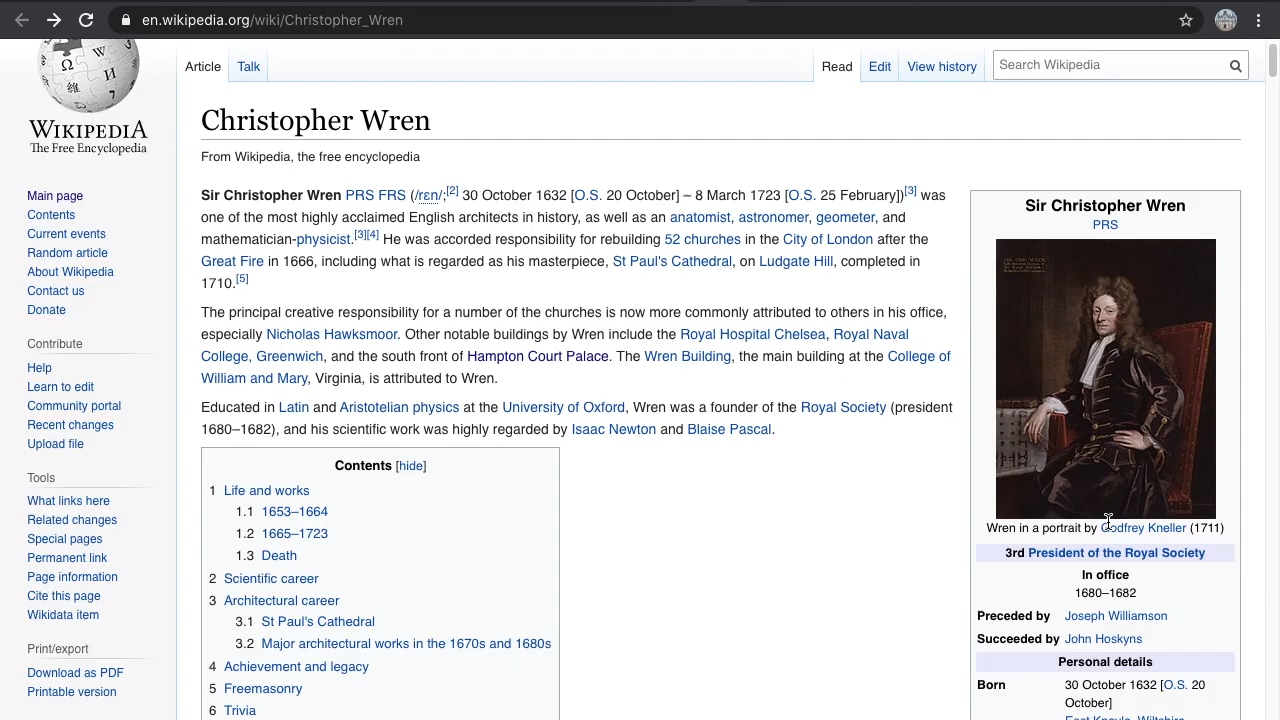 en.wikipedia.org/wiki/Christopher_Wren
Article
Talk
Read
Edit
View history
Search Wikipedia
WIKIPEDIA
The Free Encyclopedia
Main page
Contents
Current events
Random article
About Wikipedia
Contact us
Donate
Contribute
Help
Learn to edit
Community portal
Recent changes
Upload file
Tools
What links here
Related changes
Special pages
Permanent link
Page information
Cite this page
Wikidata item
Print/export
Download as PDF
Printable version
Christopher Wren
From Wikipedia, the free encyclopedia
Sir Christopher Wren PRS FRS (/rɛn/;[2] 30 October 1632 [O.S. 20 October] – 8 March 1723 [O.S. 25 February])[3] was
one of the most highly acclaimed English architects in history, as well as an anatomist, astronomer, geometer, and
mathematician-physicist.[3][4] He was accorded responsibility for rebuilding 52 churches in the City of London after the
Great Fire in 1666, including what is regarded as his masterpiece, St Paul's Cathedral, on Ludgate Hill, completed in
1710.[5]
The principal creative responsibility for a number of the churches is now more commonly attributed to others in his office,
especially Nicholas Hawksmoor. Other notable buildings by Wren include the Royal Hospital Chelsea, Royal Naval
College, Greenwich, and the south front of Hampton Court Palace. The Wren Building, the main building at the College of
William and Mary, Virginia, is attributed to Wren.
Educated in Latin and Aristotelian physics at the University of Oxford, Wren was a founder of the Royal Society (president
1680–1682), and his scientific work was highly regarded by Isaac Newton and Blaise Pascal.
Contents [hide]
1 Life and works
1.1 1653–1664
1.2 1665–1723
1.3 Death
2 Scientific career
3 Architectural career
3.1 St Paul's Cathedral
3.2 Major architectural works in the 1670s and 1680s
4 Achievement and legacy
5 Freemasonry
6 Trivia
Sir Christopher Wren
PRS
Wren in a portrait by Godfrey Kneller (1711)
3rd President of the Royal Society
In office
1680–1682
Preceded by Joseph Williamson
Succeeded by John Hoskyns
Personal details
Born 30 October 1632 [O.S. 20
October]
East Knoyle, Wiltshire